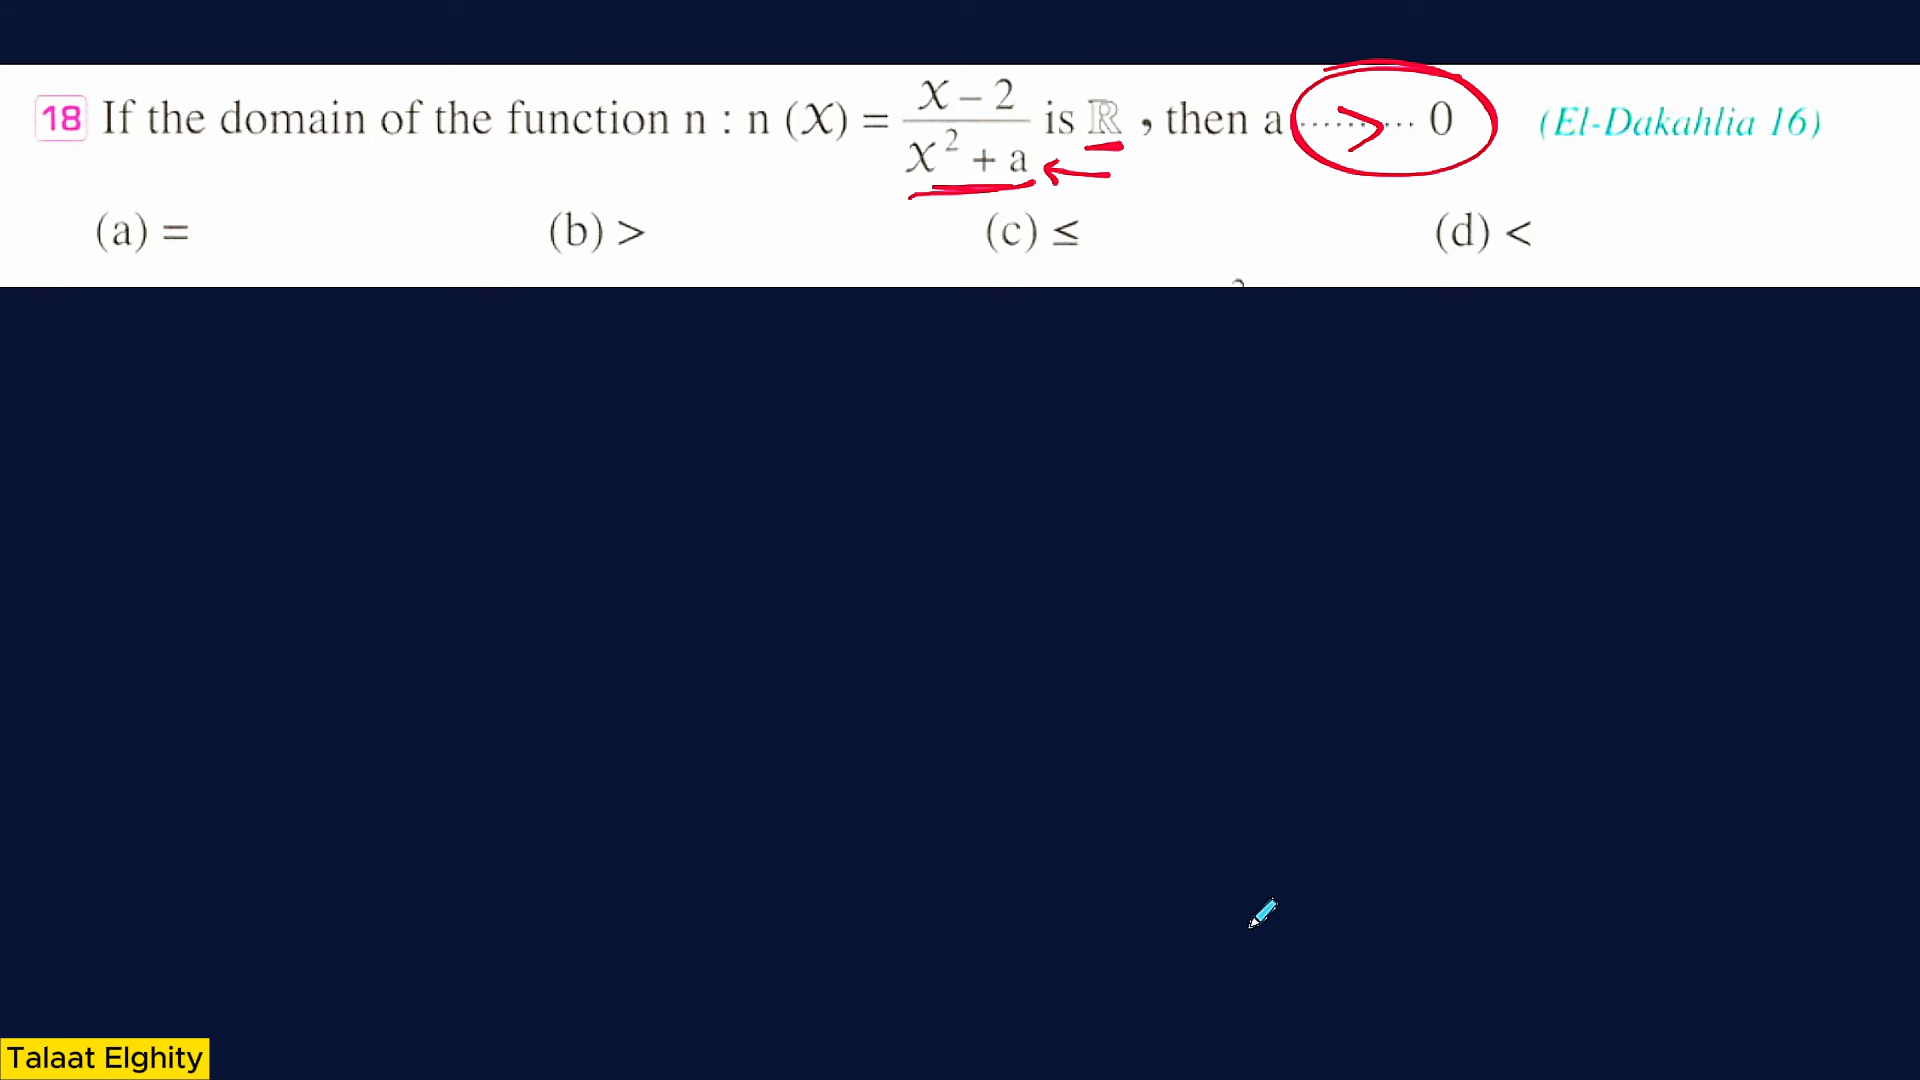 18 If the domain of the function n : n (X) = X – 2 / X² + a is ℝ , then a .......... > 0 (El-Dakahlia 16)
(a) = (b) > (c) ≤ (d) <
Talaat Elghity